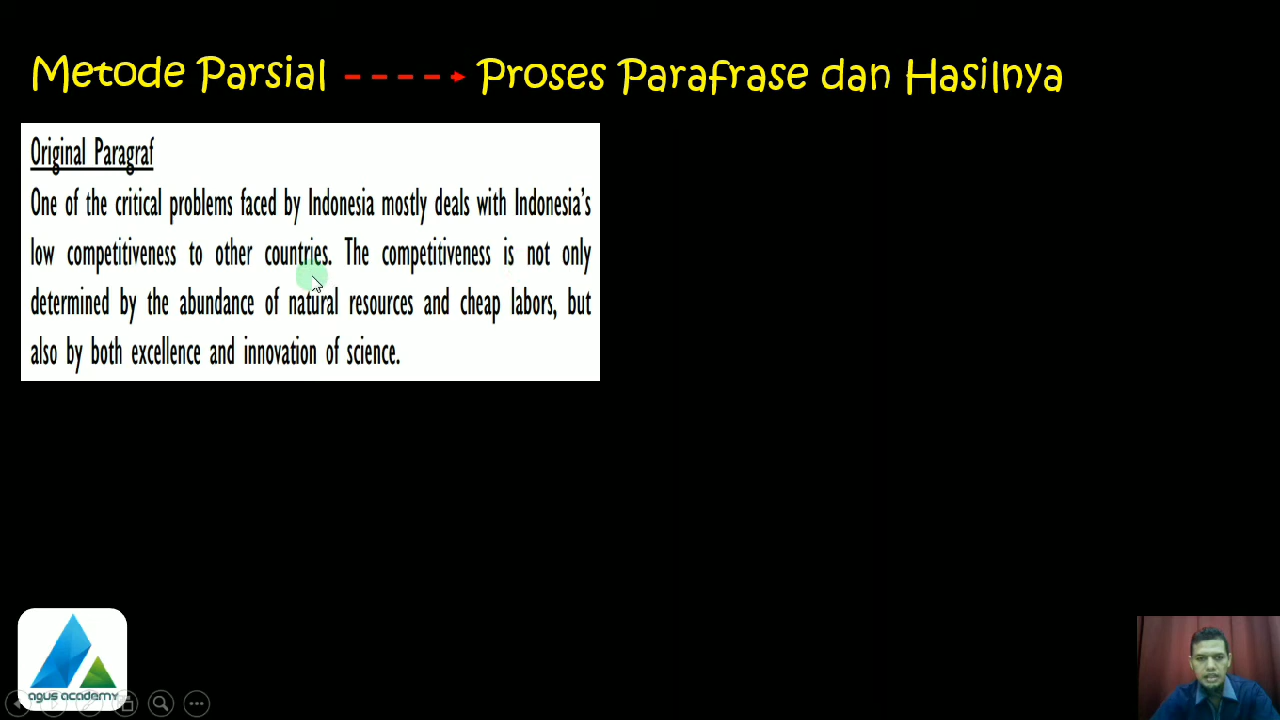 Metode Parsial Proses Parafrase dan Hasilnya
Original Paragraf
One of the critical problems faced by Indonesia mostly deals with Indonesia's
low competitiveness to other countries. The competitiveness is not only
determined by the abundance of natural resources and cheap labors, but
also by both excellence and innovation of science.
agus academy